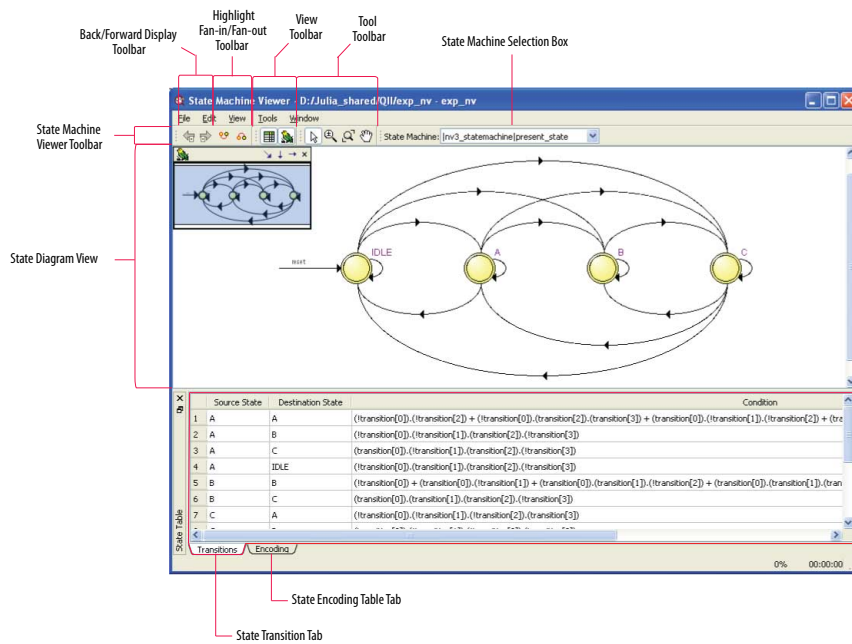 Back/Forward Display
Toolbar
Highlight
Fan-in/Fan-out
Toolbar
View
Toolbar
Tool
Toolbar
State Machine Selection Box
State Machine Viewer - D:/Julia_shared/QII/exp_nv - exp_nv
File Edit View Tools Window
State Machine
Viewer Toolbar
State Machine: |nv3_statemachine|present_state
State Diagram View
reset
IDLE
A
B
C
State Table
Source State Destination State Condition
1 A A (!transition[0]).(!transition[2]) + (!transition[0]).(transition[2]).(transition[3]) + (transition[0]).(!transition[1]).(!transition[2]) + (tra
2 A B (!transition[0]).(transition[1]).(transition[2]).(!transition[3])
3 A C (transition[0]).(!transition[1]).(transition[2]).(!transition[3])
4 A IDLE (!transition[0]).(!transition[1]).(transition[2]).(!transition[3])
5 B B (!transition[0]) + (transition[0]).(!transition[1]) + (transition[0]).(transition[1]).(!transition[2]) + (transition[0]).(transition[1]).(tran
6 B C (transition[0]).(transition[1]).(transition[2]).(!transition[3])
7 C A (!transition[0]).(transition[1]).(!transition[2]).(transition[3])
Transitions Encoding
0% 00:00:00
State Encoding Table Tab
State Transition Tab